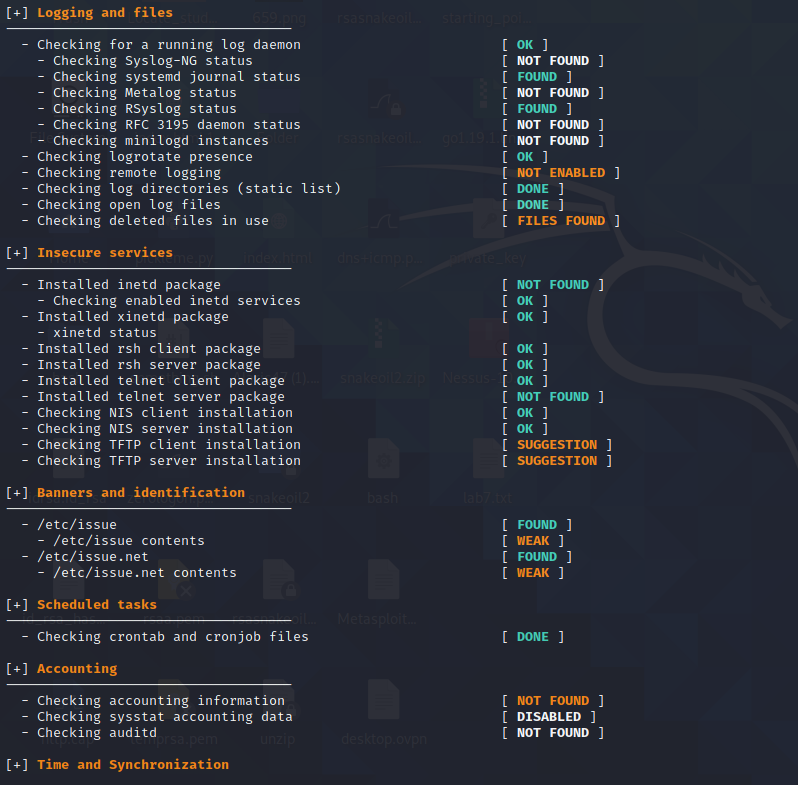 [+] Logging and files
------------------------------------
  - Checking for a running log daemon                         [ OK ]
    - Checking Syslog-NG status                               [ NOT FOUND ]
    - Checking systemd journal status                         [ FOUND ]
    - Checking Metalog status                                 [ NOT FOUND ]
    - Checking RSyslog status                                 [ FOUND ]
    - Checking RFC 3195 daemon status                         [ NOT FOUND ]
    - Checking minilogd instances                             [ NOT FOUND ]
  - Checking logrotate presence                               [ OK ]
  - Checking remote logging                                   [ NOT ENABLED ]
  - Checking log directories (static list)                    [ DONE ]
  - Checking open log files                                   [ DONE ]
  - Checking deleted files in use                             [ FILES FOUND ]

[+] Insecure services
------------------------------------
  - Installed inetd package                                   [ NOT FOUND ]
    - Checking enabled inetd services                         [ OK ]
  - Installed xinetd package                                  [ OK ]
    - xinetd status
  - Installed rsh client package                              [ OK ]
  - Installed rsh server package                              [ OK ]
  - Installed telnet client package                           [ OK ]
  - Installed telnet server package                           [ NOT FOUND ]
  - Checking NIS client installation                          [ OK ]
  - Checking NIS server installation                          [ OK ]
  - Checking TFTP client installation                         [ SUGGESTION ]
  - Checking TFTP server installation                         [ SUGGESTION ]

[+] Banners and identification
------------------------------------
  - /etc/issue                                                [ FOUND ]
    - /etc/issue contents                                     [ WEAK ]
  - /etc/issue.net                                            [ FOUND ]
    - /etc/issue.net contents                                 [ WEAK ]

[+] Scheduled tasks
------------------------------------
  - Checking crontab and cronjob files                        [ DONE ]

[+] Accounting
------------------------------------
  - Checking accounting information                           [ NOT FOUND ]
  - Checking sysstat accounting data                          [ DISABLED ]
  - Checking auditd                                           [ NOT FOUND ]

[+] Time and Synchronization